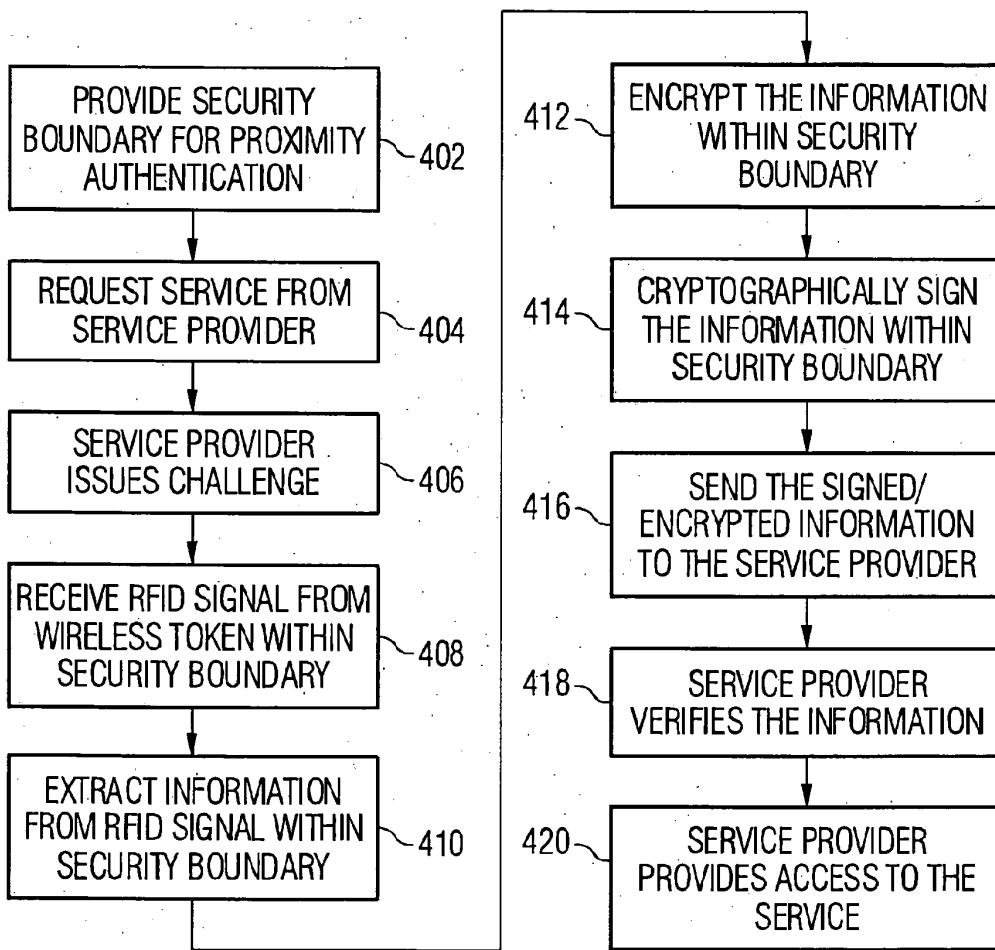 PROVIDE SECURITY
BOUNDARY FOR PROXIMITY
AUTHENTICATION
402
REQUEST SERVICE FROM
SERVICE PROVIDER
404
SERVICE PROVIDER
ISSUES CHALLENGE
406
RECEIVE RFID SIGNAL FROM
WIRELESS TOKEN WITHIN
SECURITY BOUNDARY
408
EXTRACT INFORMATION
FROM RFID SIGNAL WITHIN
SECURITY BOUNDARY
410
412
ENCRYPT THE INFORMATION
WITHIN SECURITY
BOUNDARY
414
CRYPTOGRAPHICALLY SIGN
THE INFORMATION WITHIN
SECURITY BOUNDARY
416
SEND THE SIGNED/
ENCRYPTED INFORMATION
TO THE SERVICE PROVIDER
418
SERVICE PROVIDER
VERIFIES THE INFORMATION
420
SERVICE PROVIDER
PROVIDES ACCESS TO THE
SERVICE